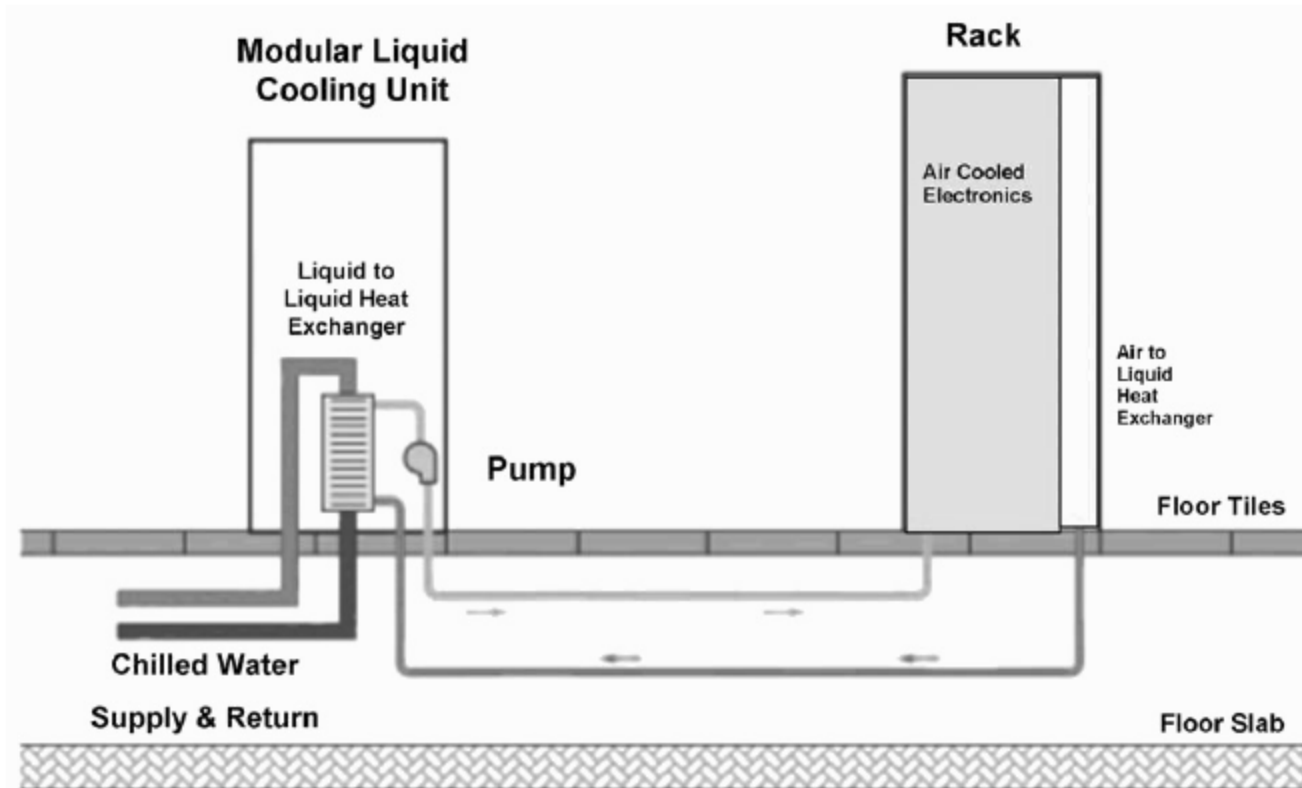 Modular Liquid
Cooling Unit
Rack
Air Cooled
Electronics
Liquid to
Liquid Heat
Exchanger
Air to
Liquid
Heat
Exchanger
Pump
Floor Tiles
Chilled Water
Supply & Return
Floor Slab